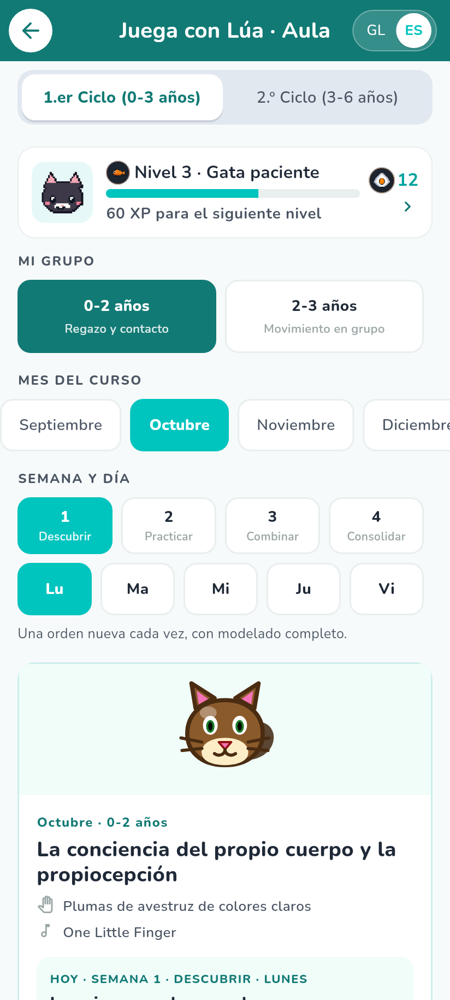 Juega con Lúa · Aula
GL
ES
1.er Ciclo (0-3 años)
2.º Ciclo (3-6 años)
Nivel 3 · Gata paciente
12
60 XP para el siguiente nivel
MI GRUPO
0-2 años
Regazo y contacto
2-3 años
Movimiento en grupo
MES DEL CURSO
Septiembre
Octubre
Noviembre
Diciembre
SEMANA Y DÍA
1
Descubrir
2
Practicar
3
Combinar
4
Consolidar
Lu
Ma
Mi
Ju
Vi
Una orden nueva cada vez, con modelado completo.
Octubre · 0-2 años
La conciencia del propio cuerpo y la
propiocepción
Plumas de avestruz de colores claros
One Little Finger
HOY · SEMANA 1 · DESCUBRIR · LUNES